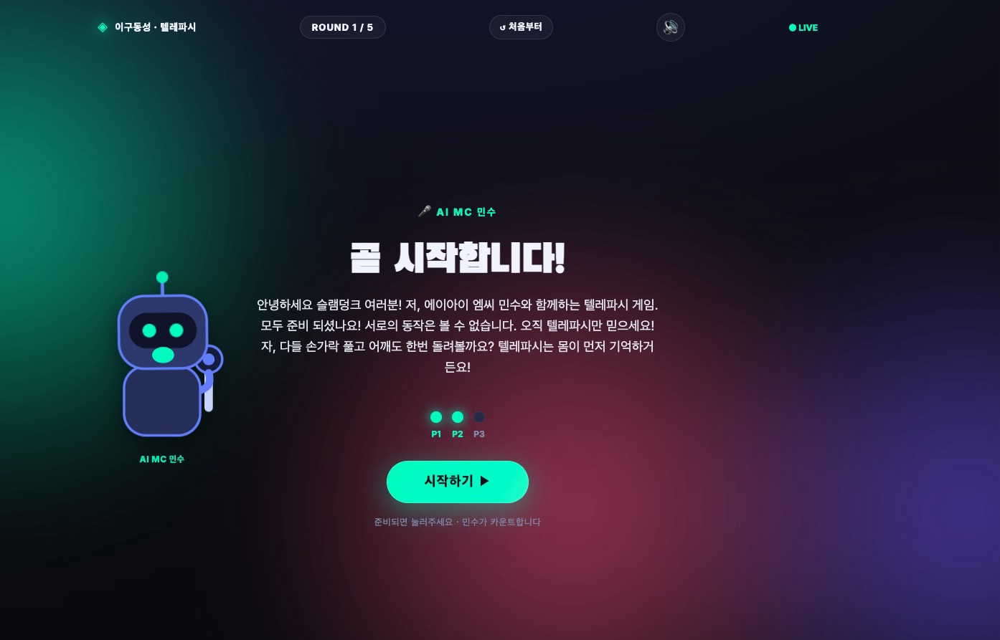 이구동성 · 텔레파시
ROUND 1 / 5
↺ 처음부터
LIVE
AI MC 민수
곧 시작합니다!
안녕하세요 슬램덩크 여러분! 저, 에이아이 엠씨 민수와 함께하는 텔레파시 게임.
모두 준비 되셨나요! 서로의 동작은 볼 수 없습니다. 오직 텔레파시만 믿으세요!
자, 다들 손가락 풀고 어깨도 한번 돌려볼까요? 텔레파시는 몸이 먼저 기억하거
든요!
P1 P2 P3
AI MC 민수
시작하기 ▶
준비되면 눌러주세요 · 민수가 카운트합니다